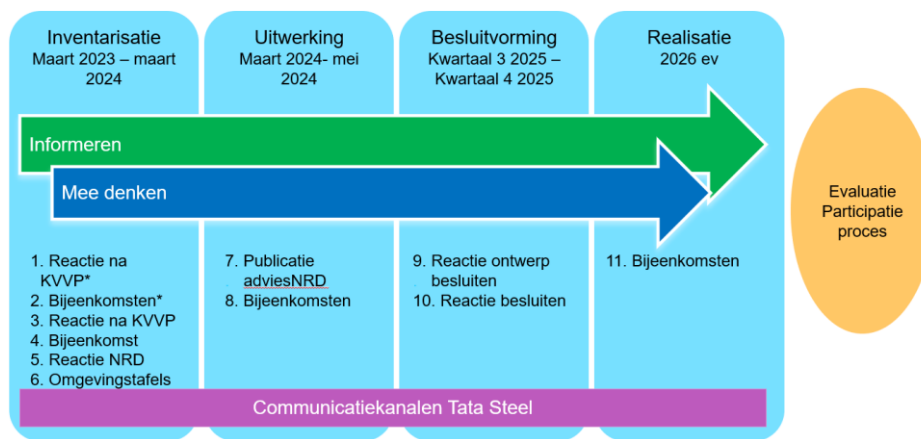 Inventarisatie
Maart 2023 – maart
2024
Uitwerking
Maart 2024- mei
2024
Besluitvorming
Kwartaal 3 2025 –
Kwartaal 4 2025
Realisatie
2026 ev
Informeren
Mee denken
1. Reactie na
KVVP*
2. Bijeenkomsten*
3. Reactie na KVVP
4. Bijeenkomst
5. Reactie NRD
6. Omgevingstafels
7. Publicatie
adviesNRD
8. Bijeenkomsten
9. Reactie ontwerp
besluiten
10. Reactie besluiten
11. Bijeenkomsten
Evaluatie
Participatie
proces
Communicatiekanalen Tata Steel